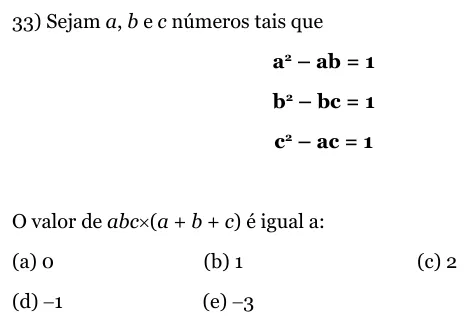 33) Sejam a, b e c números tais que
a² − ab = 1
b² − bc = 1
c² − ac = 1
O valor de abc×(a + b + c) é igual a:
(a) 0 (b) 1 (c) 2
(d) −1 (e) −3